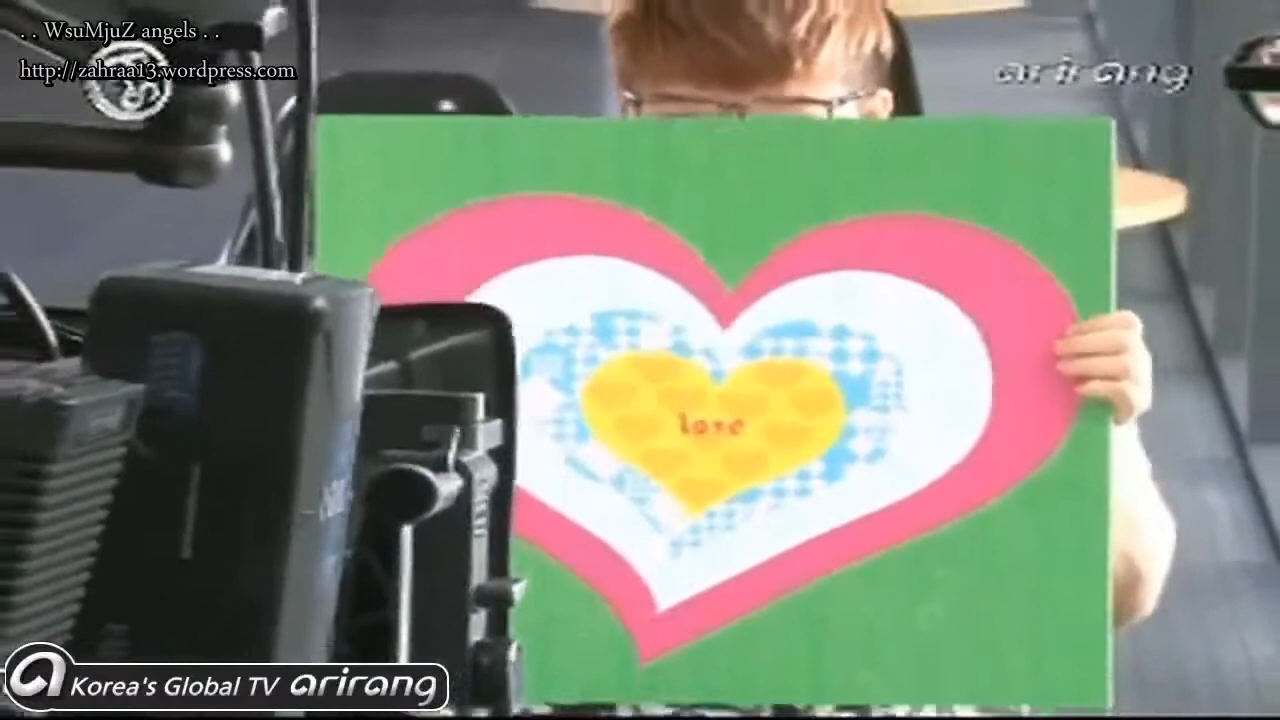 . . WsuMjuZ angels . .
http://zahraa13.wordpress.com
arirang
love
a Korea's Global TV arirang